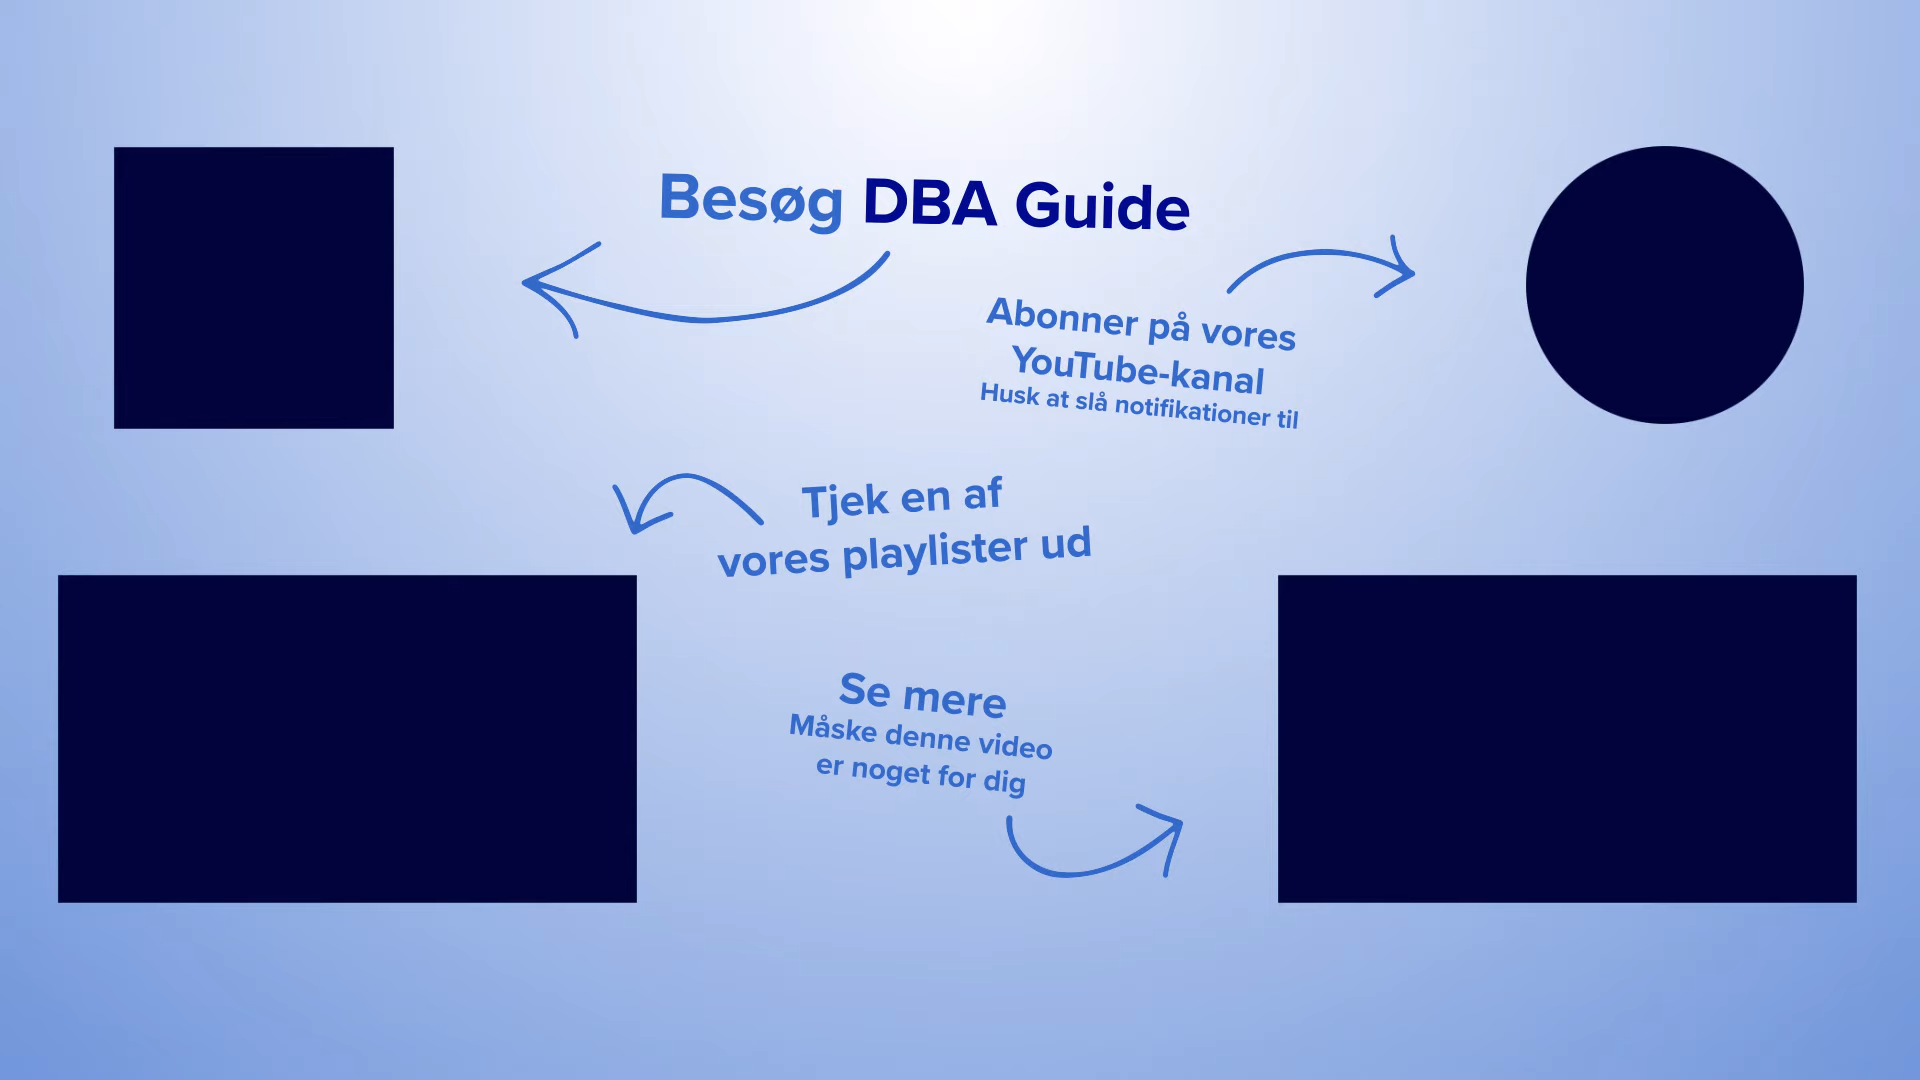 Besøg DBA Guide
Abonner på vores
YouTube-kanal
Husk at slå notifikationer til
Tjek en af
vores playlister ud
Se mere
Måske denne video
er noget for dig